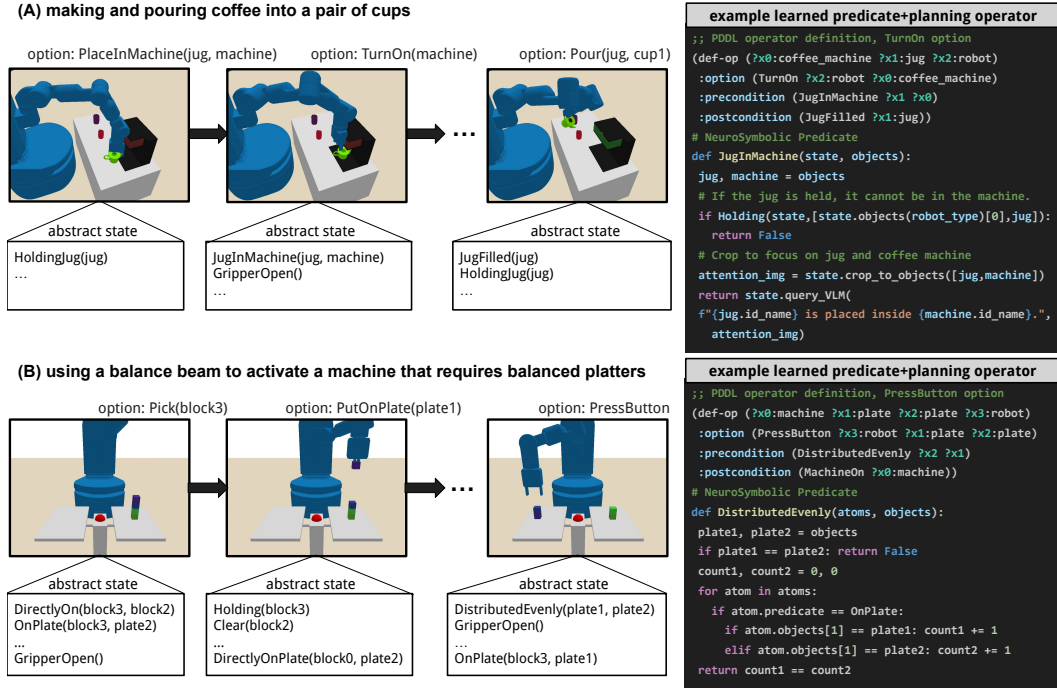 (A) making and pouring coffee into a pair of cups
option: PlaceInMachine(jug, machine)
option: TurnOn(machine)
option: Pour(jug, cup1)
...
abstract state
HoldingJug(jug)
...
abstract state
JugInMachine(jug, machine)
GripperOpen()
...
abstract state
JugFilled(jug)
HoldingJug(jug)
...
example learned predicate+planning operator
;; PDDL operator definition, TurnOn option
(def-op (?x0:coffee_machine ?x1:jug ?x2:robot)
:option (TurnOn ?x2:robot ?x0:coffee_machine)
:precondition (JugInMachine ?x1 ?x0)
:postcondition (JugFilled ?x1:jug))
# NeuroSymbolic Predicate
def JugInMachine(state, objects):
jug, machine = objects
# If the jug is held, it cannot be in the machine.
if Holding(state,[state.objects(robot_type)[0],jug]):
return False
# Crop to focus on jug and coffee machine
attention_img = state.crop_to_objects([jug,machine])
return state.query_VLM(
f"{jug.id_name} is placed inside {machine.id_name}.",
attention_img)
(B) using a balance beam to activate a machine that requires balanced platters
option: Pick(block3)
option: PutOnPlate(plate1)
option: PressButton
...
abstract state
DirectlyOn(block3, block2)
OnPlate(block3, plate2)
...
GripperOpen()
abstract state
Holding(block3)
Clear(block2)
...
DirectlyOnPlate(block0, plate2)
abstract state
DistributedEvenly(plate1, plate2)
GripperOpen()
...
OnPlate(block3, plate1)
example learned predicate+planning operator
;; PDDL operator definition, PressButton option
(def-op (?x0:machine ?x1:plate ?x2:plate ?x3:robot)
:option (PressButton ?x3:robot ?x1:plate ?x2:plate)
:precondition (DistributedEvenly ?x2 ?x1)
:postcondition (MachineOn ?x0:machine))
# NeuroSymbolic Predicate
def DistributedEvenly(atoms, objects):
plate1, plate2 = objects
if plate1 == plate2: return False
count1, count2 = 0, 0
for atom in atoms:
if atom.predicate == OnPlate:
if atom.objects[1] == plate1: count1 += 1
elif atom.objects[1] == plate2: count2 += 1
return count1 == count2